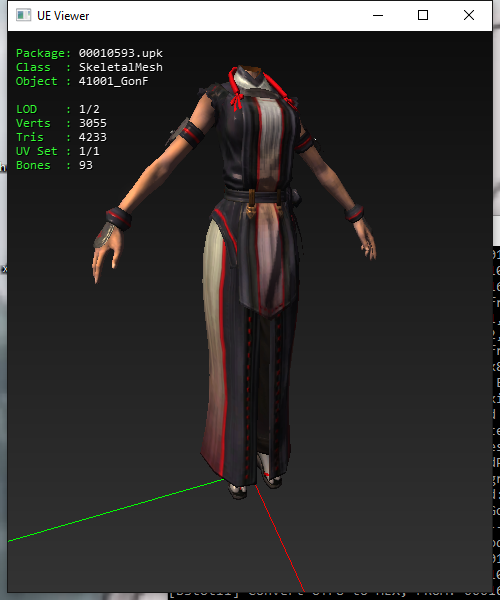 UE Viewer
Package: 00010593.upk
Class : SkeletalMesh
Object : 41001_GonF
LOD : 1/2
Verts : 3055
Tris : 4233
UV Set : 1/1
Bones : 93